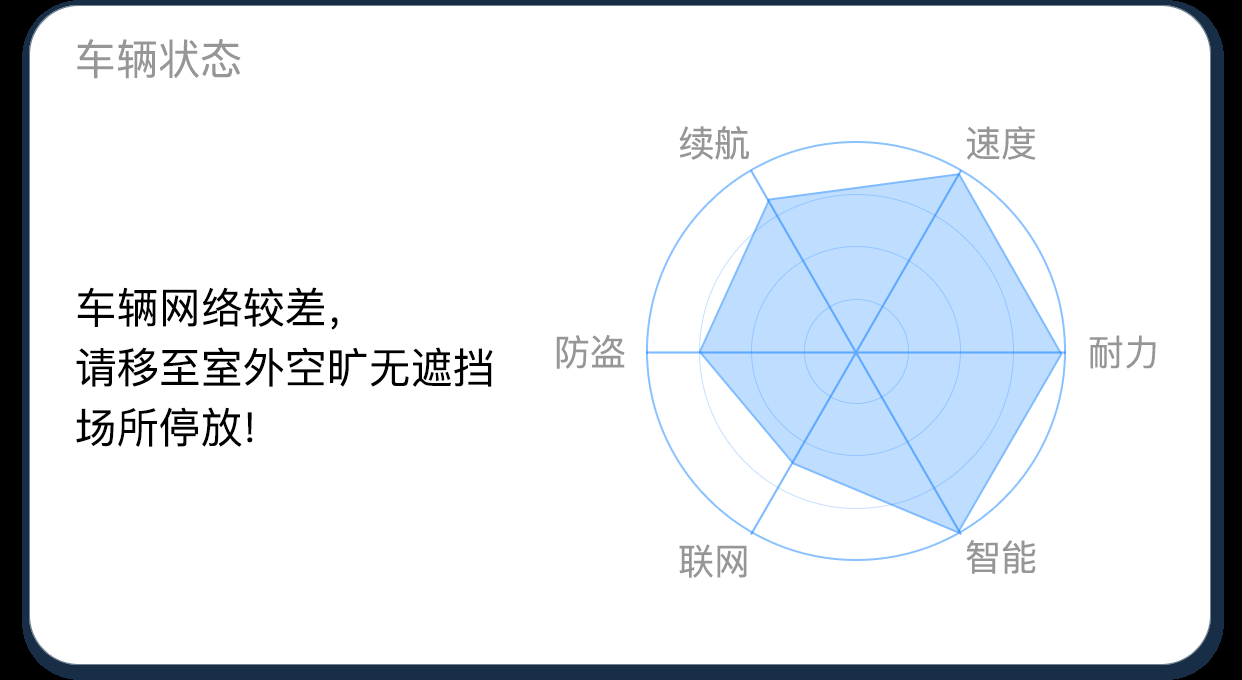 车辆状态
续航
速度
车辆网络较差，
请移至室外空旷无遮挡
场所停放!
防盗
耐力
联网
智能